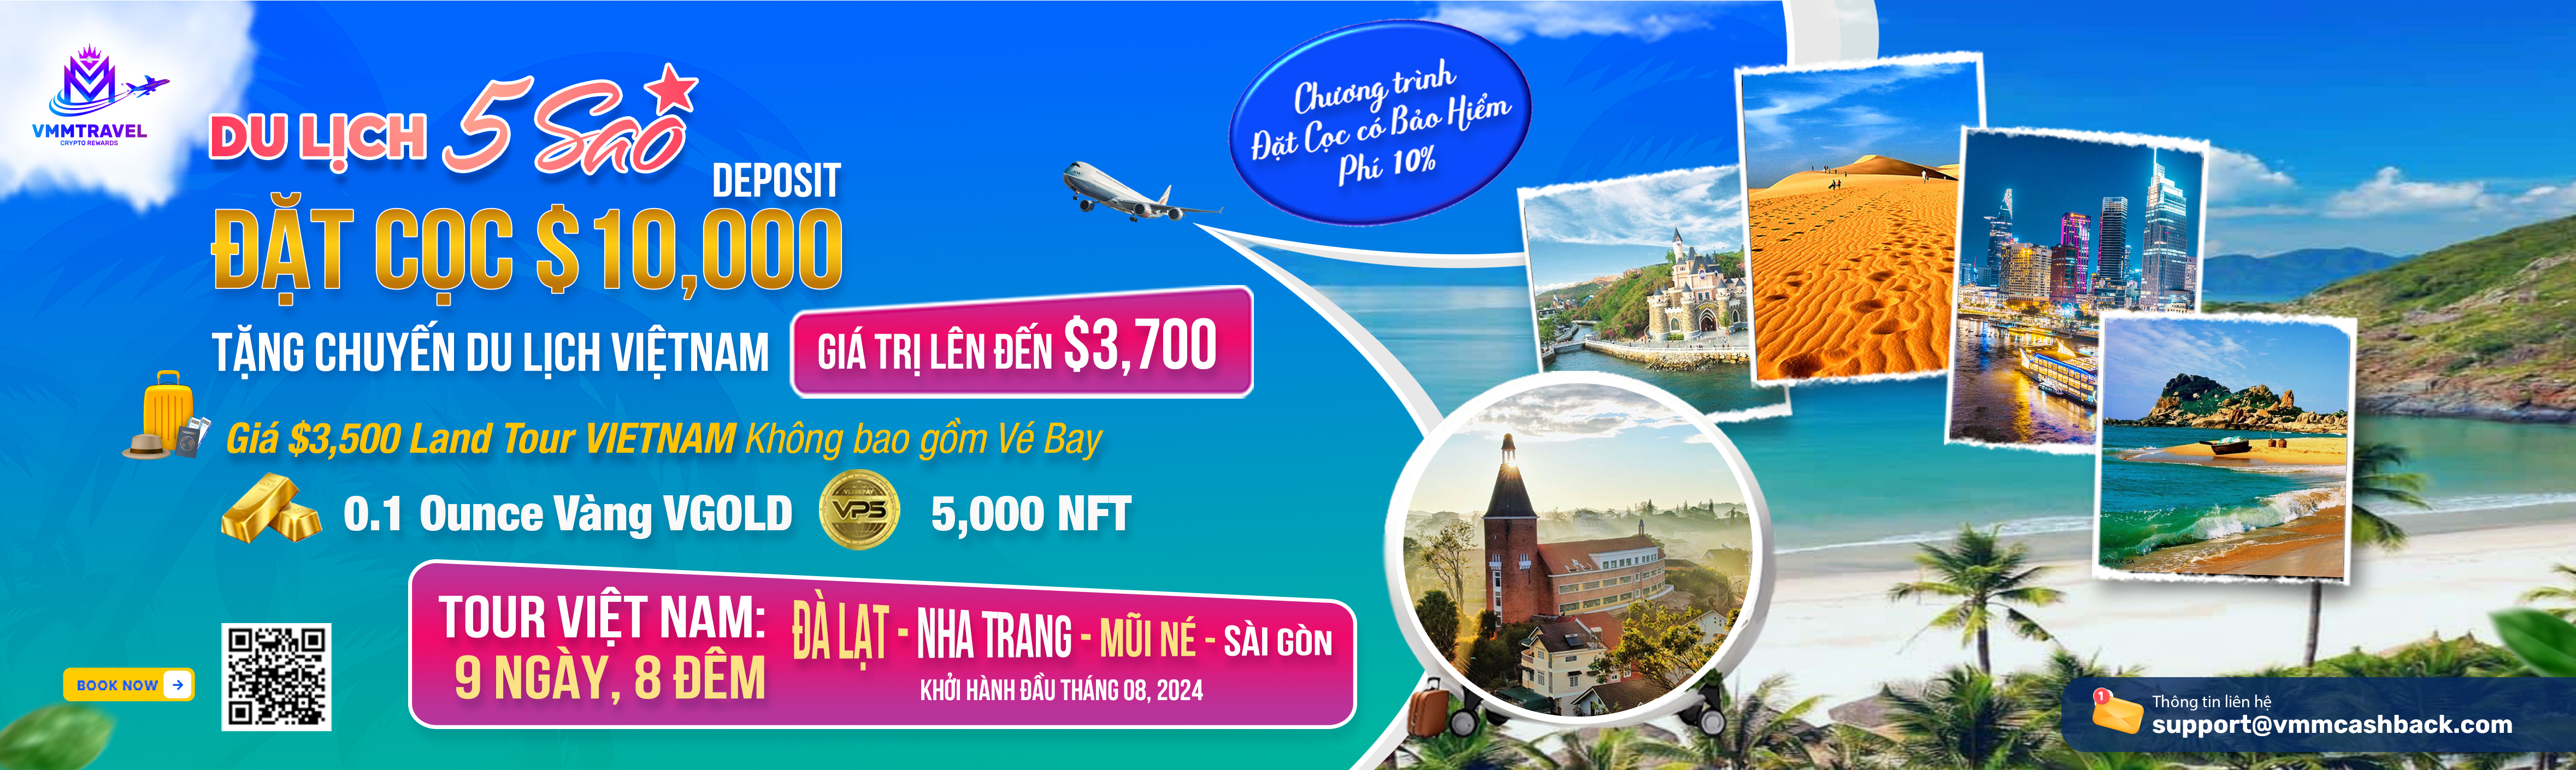 VMMTRAVEL
CRYPTO REWARDS
DU LỊCH 5 Sao
DEPOSIT
ĐẶT CỌC $10,000
TẶNG CHUYẾN DU LỊCH VIỆTNAM
GIÁ TRỊ LÊN ĐẾN $3,700
Giá $3,500 Land Tour VIETNAM Không bao gồm Vé Bay
0.1 Ounce Vàng VGOLD
VPS
5,000 NFT
TOUR VIỆT NAM:
9 NGÀY, 8 ĐÊM
ĐÀ LẠT - NHA TRANG - MŨI NÉ - SÀI GÒN
KHỞI HÀNH ĐẦU THÁNG 08, 2024
BOOK NOW
Chương trình
Đặt Cọc có Bảo Hiểm
Phí 10%
1
Thông tin liên hệ
support@vmmcashback.com